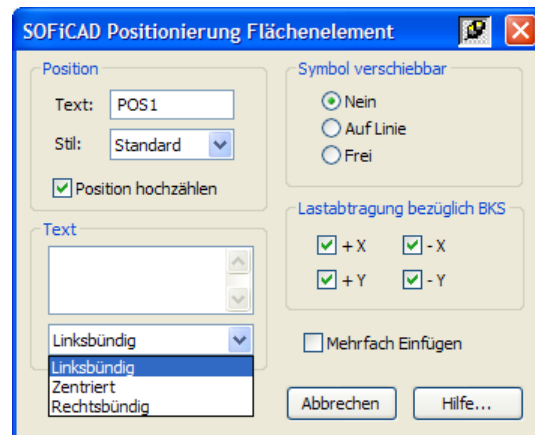 SOFiCAD Positionierung Flächenelement
Position
Text: POS1
Stil: Standard
Position hochzählen
Text
Linksbündig
Linksbündig
Zentriert
Rechtsbündig
Symbol verschiebbar
Nein
Auf Linie
Frei
Lastabtragung bezüglich BKS
+ X - X
+ Y - Y
Mehrfach Einfügen
Abbrechen Hilfe...